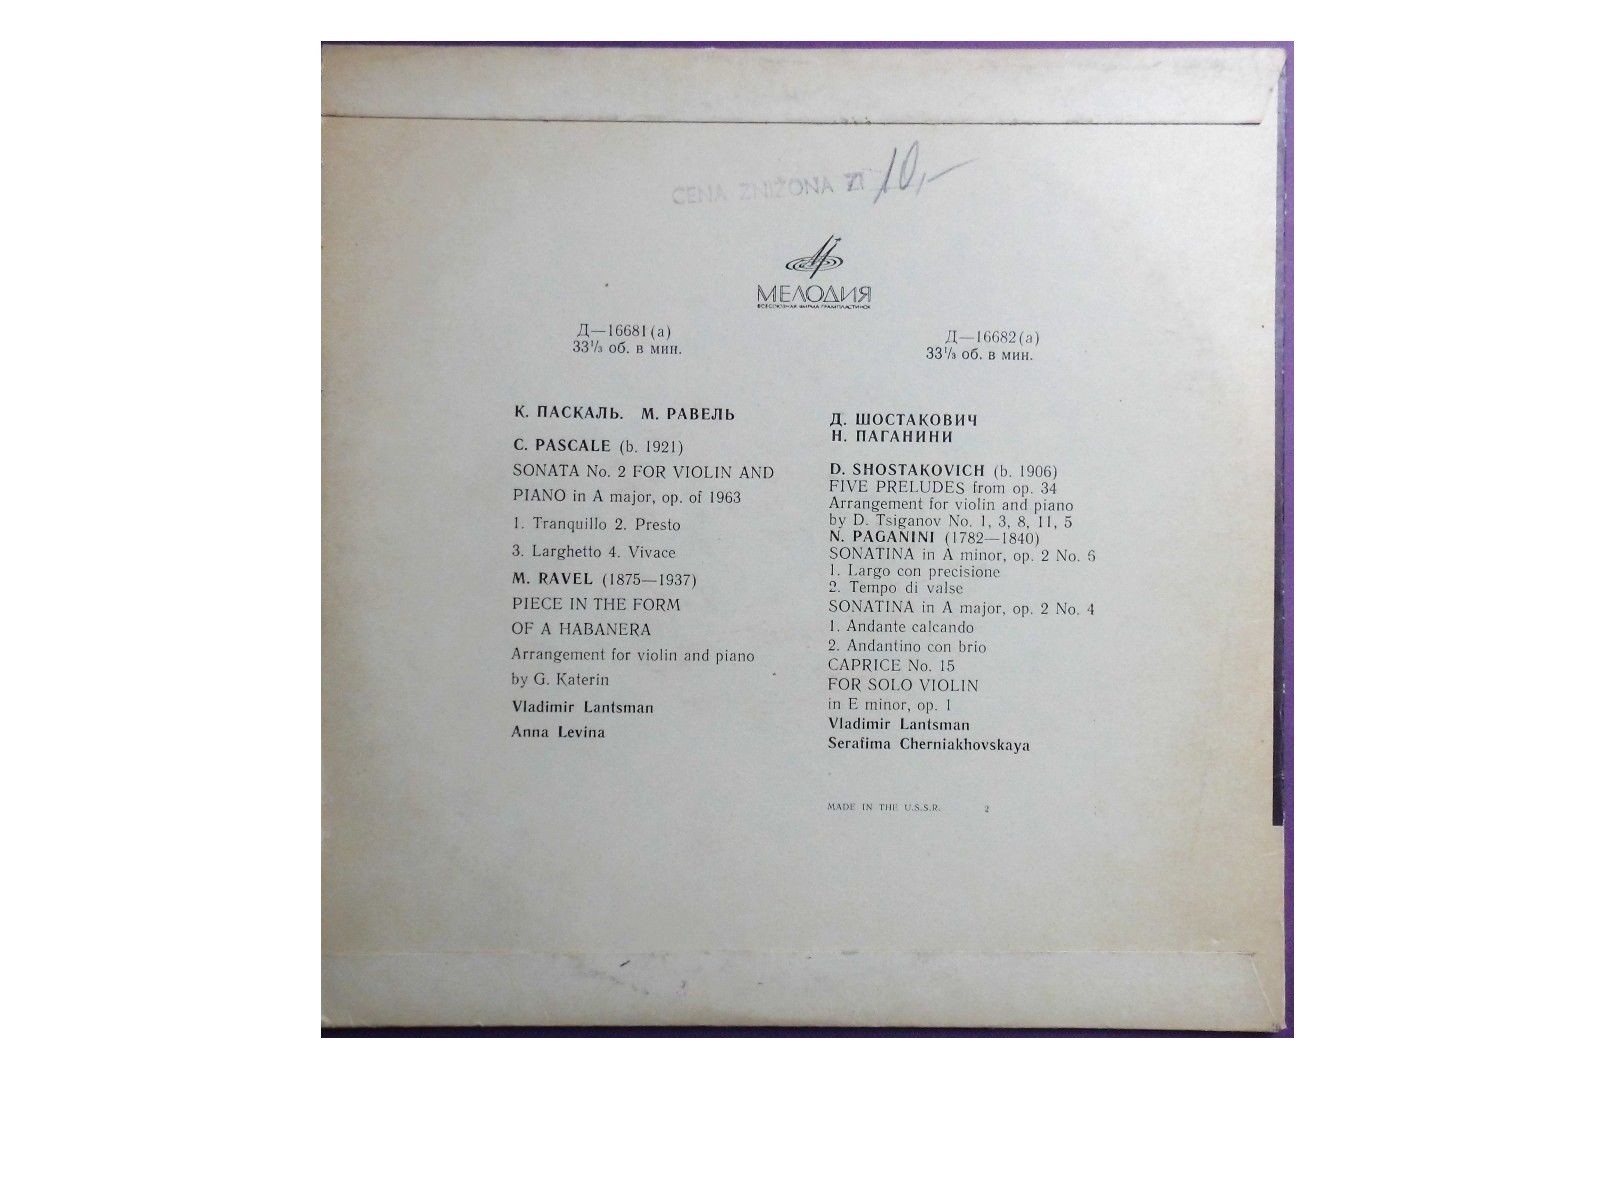 CENA ZNIŻONA Zł 10,-
МЕЛОДИЯ
ВСЕСОЮЗНАЯ ФИРМА ГРАМПЛАСТИНОК
Д—16681(а)
33⅓ об. в мин.
К. ПАСКАЛЬ. М. РАВЕЛЬ
C. PASCALE (b. 1921)
SONATA No. 2 FOR VIOLIN AND
PIANO in A major, op. of 1963
1. Tranquillo 2. Presto
3. Larghetto 4. Vivace
M. RAVEL (1875—1937)
PIECE IN THE FORM
OF A HABANERA
Arrangement for violin and piano
by G. Katerin
Vladimir Lantsman
Anna Levina
Д—16682(а)
33⅓ об. в мин.
Д. ШОСТАКОВИЧ
Н. ПАГАНИНИ
D. SHOSTAKOVICH (b. 1906)
FIVE PRELUDES from op. 34
Arrangement for violin and piano
by D. Tsiganov No. 1, 3, 8, 11, 5
N. PAGANINI (1782—1840)
SONATINA in A minor, op. 2 No. 6
1. Largo con precisione
2. Tempo di valse
SONATINA in A major, op. 2 No. 4
1. Andante calcando
2. Andantino con brio
CAPRICE No. 15
FOR SOLO VIOLIN
in E minor, op. 1
Vladimir Lantsman
Serafima Cherniakhovskaya
MADE IN THE U.S.S.R. 2